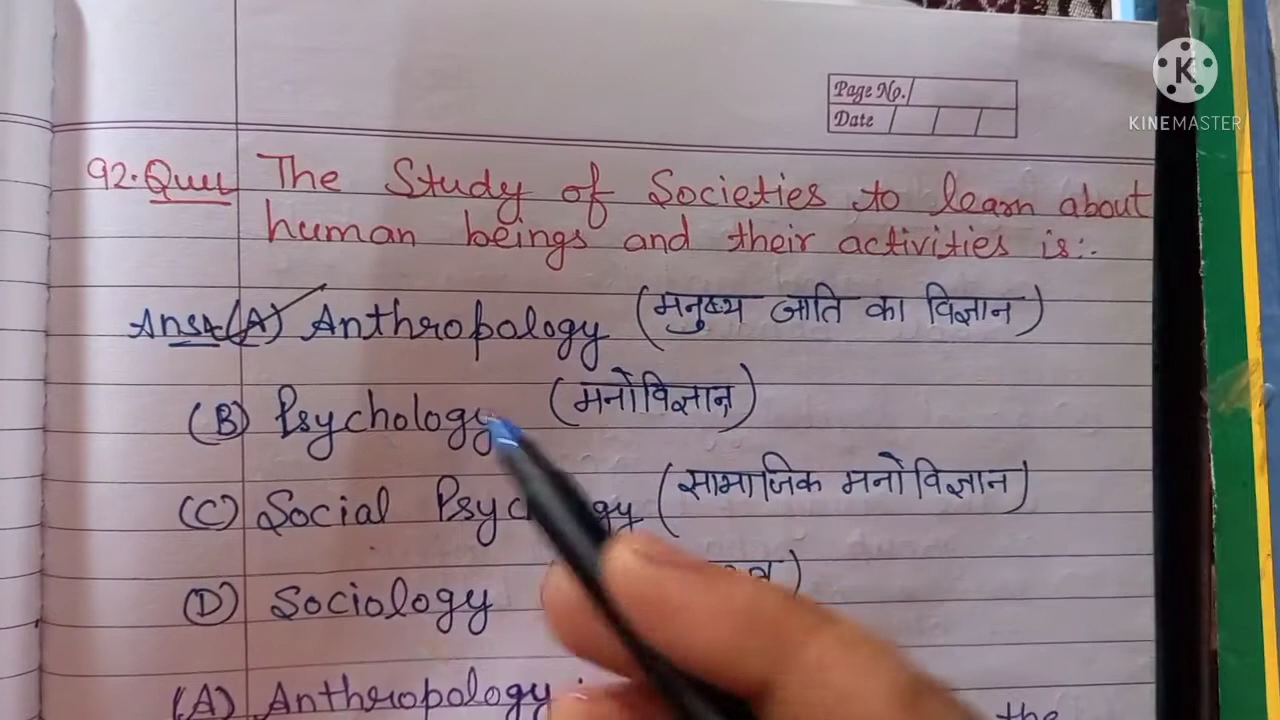 K
KINEMASTER
Page No.
Date
92. Que The Study of Societies to learn about
human beings and their activities is:-
Ans (A) Anthropology (मनुष्य जाति का विज्ञान)
(B) Psychology (मनोविज्ञान)
(C) Social Psychology (सामाजिक मनोविज्ञान)
(D) Sociology
(A) Anthropology : the